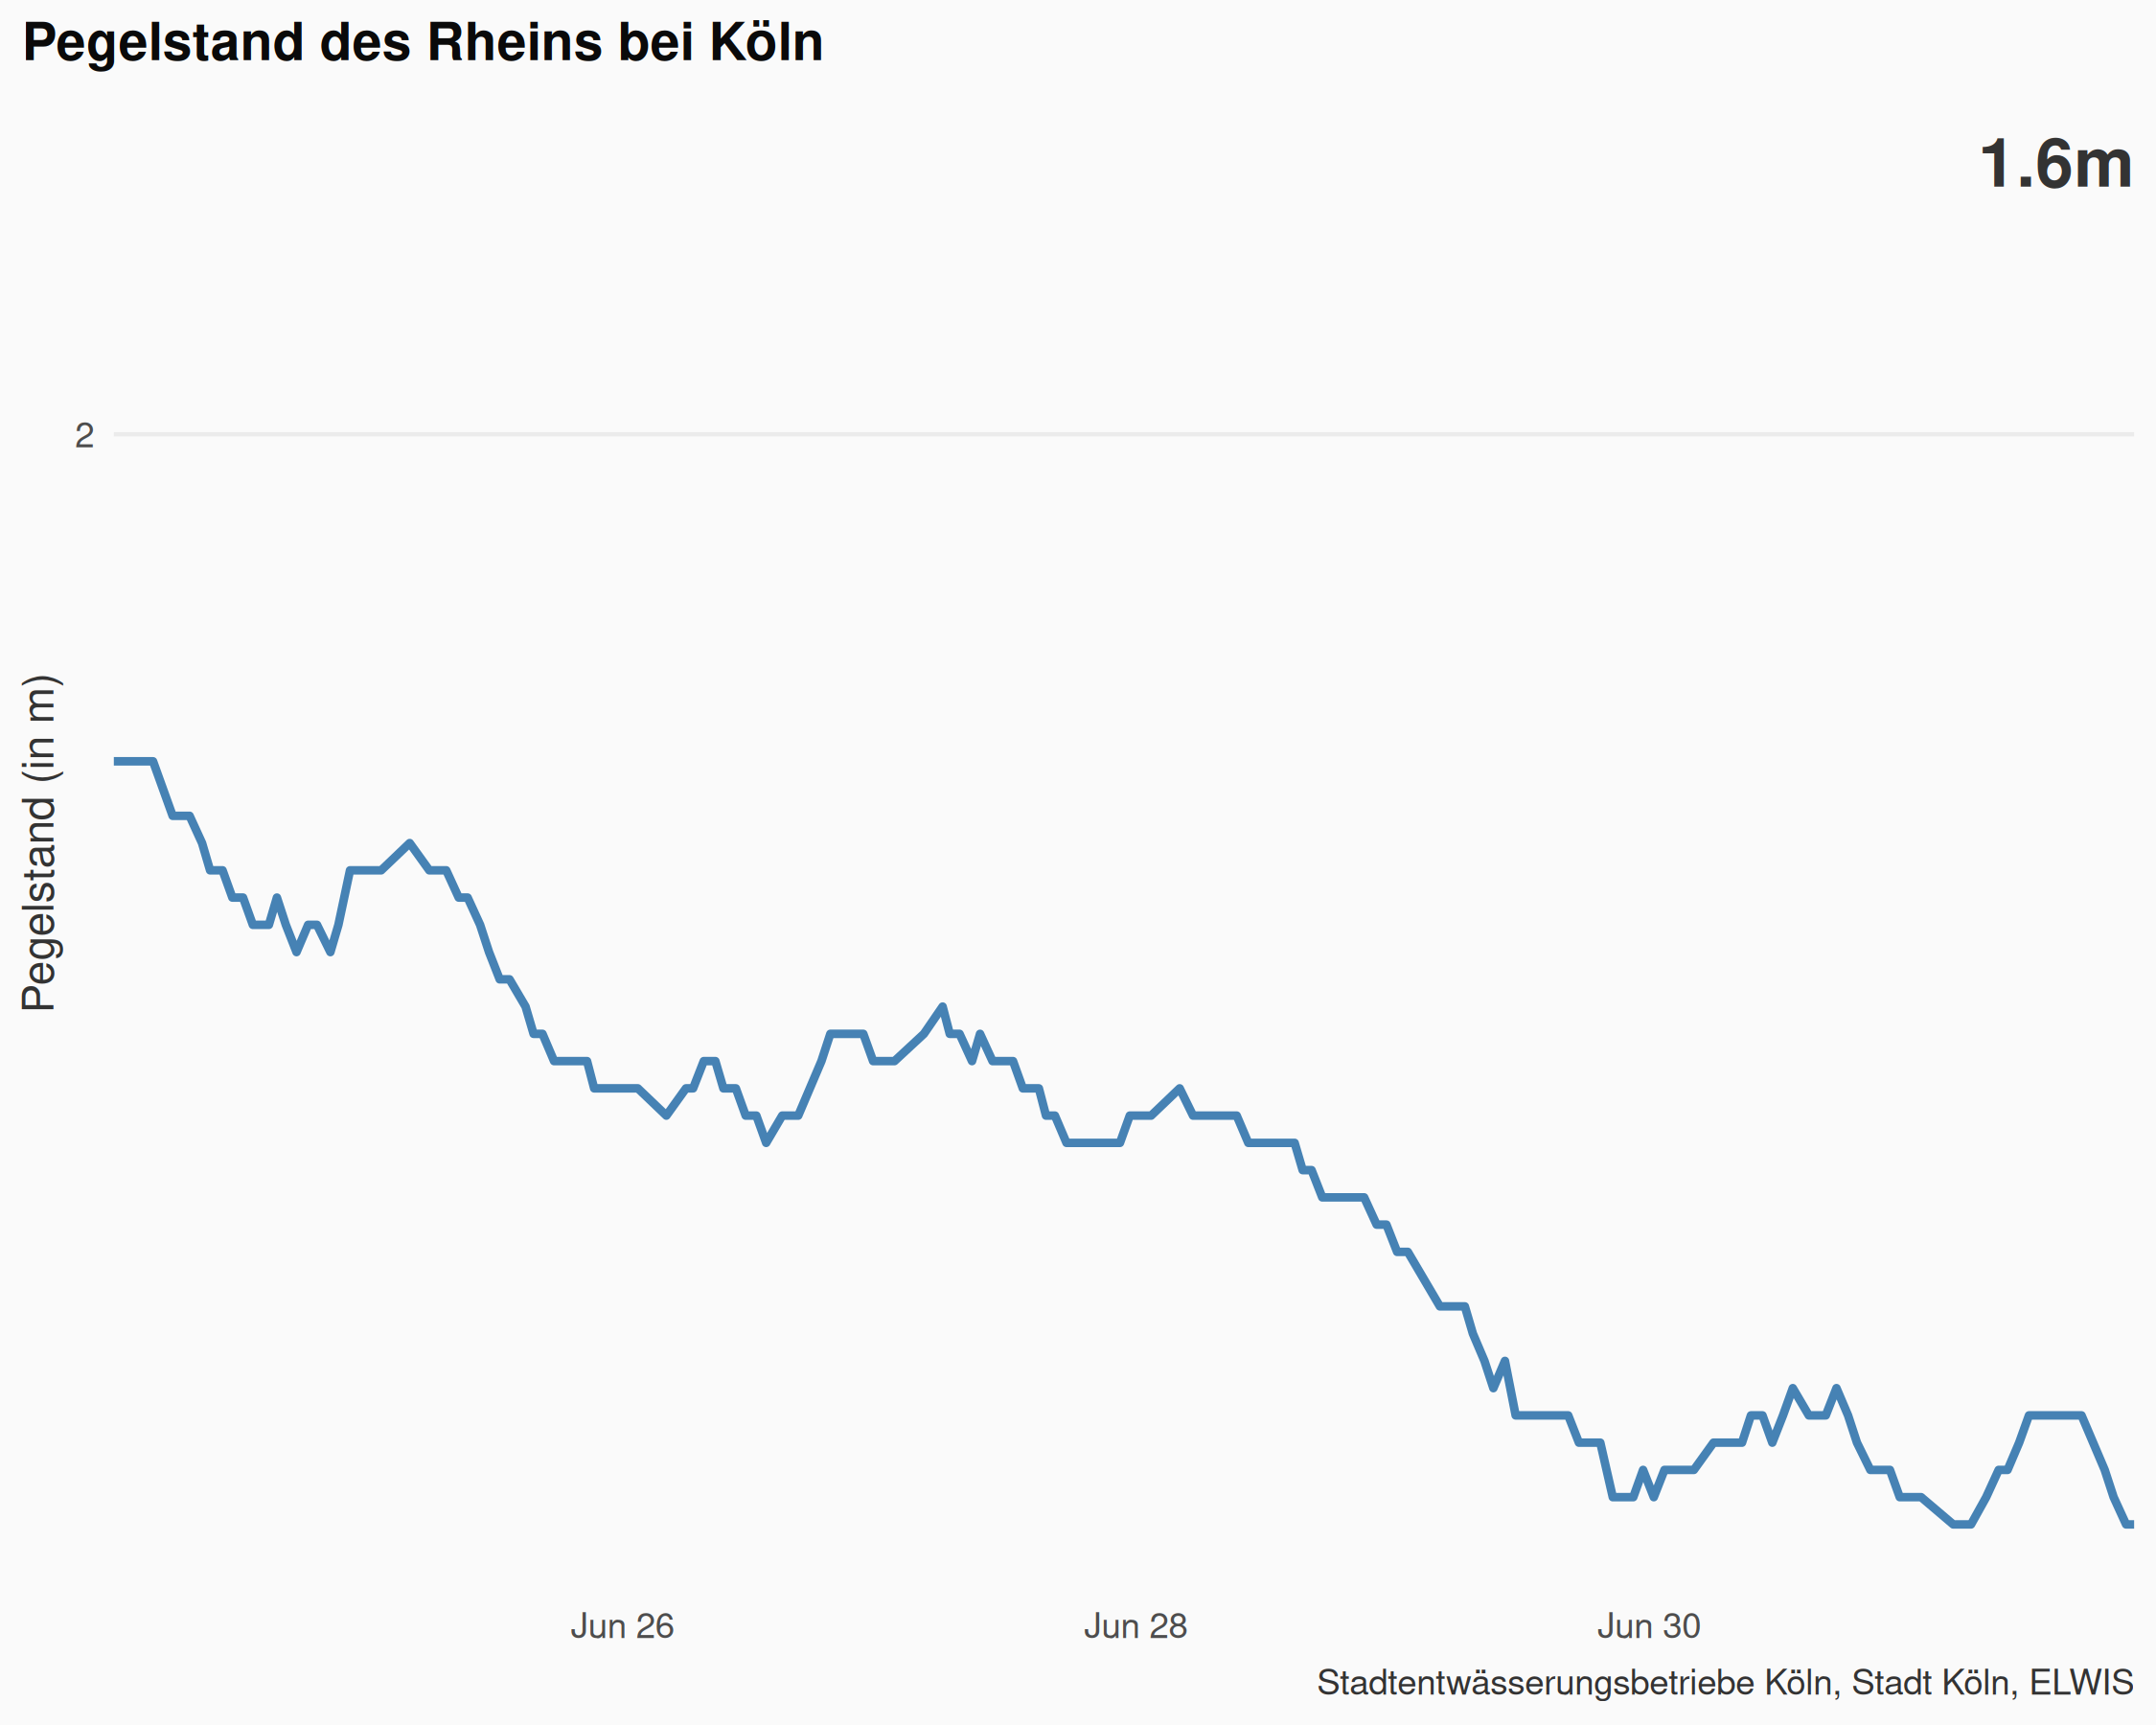 Pegelstand des Rheins bei Köln
1.6m
2
Pegelstand (in m)
Jun 26
Jun 28
Jun 30
Stadtentwässerungsbetriebe Köln, Stadt Köln, ELWIS